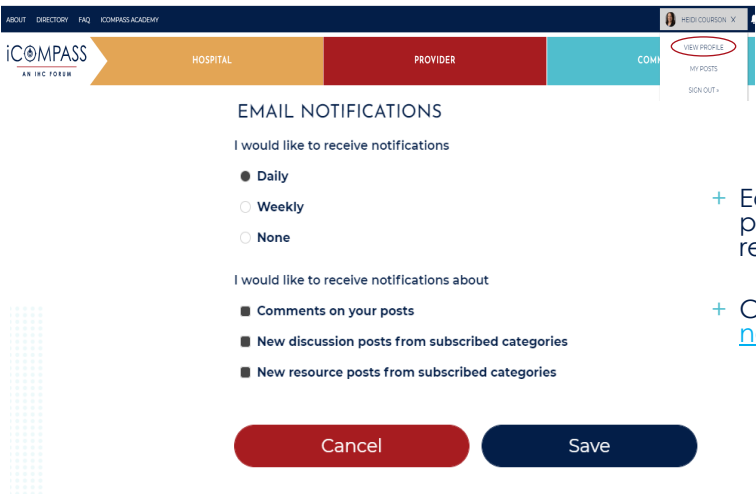 ABOUT DIRECTORY FAQ ICOMPASS ACADEMY
HEIDI COURSON X
iCOMPASS
AN IHC FORUM
HOSPITAL
PROVIDER
VIEW PROFILE
MY POSTS
SIGN OUT »
EMAIL NOTIFICATIONS
I would like to receive notifications
Daily
Weekly
None
I would like to receive notifications about
Comments on your posts
New discussion posts from subscribed categories
New resource posts from subscribed categories
Cancel
Save